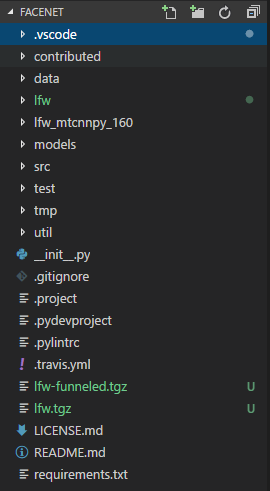 FACENET
.vscode
contributed
data
lfw
lfw_mtcnnpy_160
models
src
test
tmp
util
__init__.py
.gitignore
.project
.pydevproject
.pylintrc
.travis.yml
lfw-funneled.tgz U
lfw.tgz U
LICENSE.md
README.md
requirements.txt